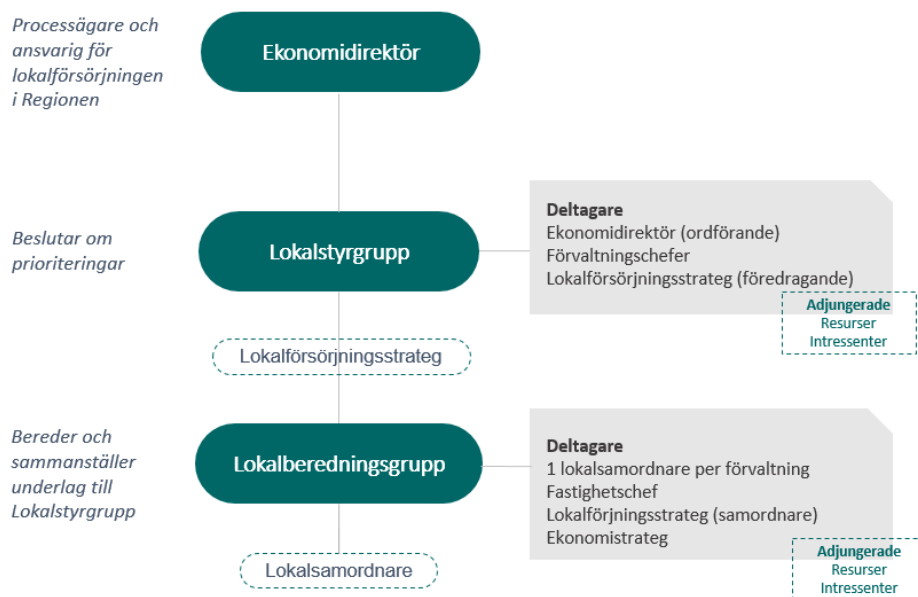 Processägare och
ansvarig för
lokalförsörjningen
i Regionen
Ekonomidirektör
Beslutar om
prioriteringar
Lokalstyrgrupp
Deltagare
Ekonomidirektör (ordförande)
Förvaltningschefer
Lokalförsörjningsstrateg (föredragande)
Adjungerade
Resurser
Intressenter
Lokalförsörjningsstrateg
Bereder och
sammanställer
underlag till
Lokalstyrgrupp
Lokalberedningsgrupp
Deltagare
1 lokalsamordnare per förvaltning
Fastighetschef
Lokalförjningsstrateg (samordnare)
Ekonomistrateg
Adjungerade
Resurser
Intressenter
Lokalsamordnare